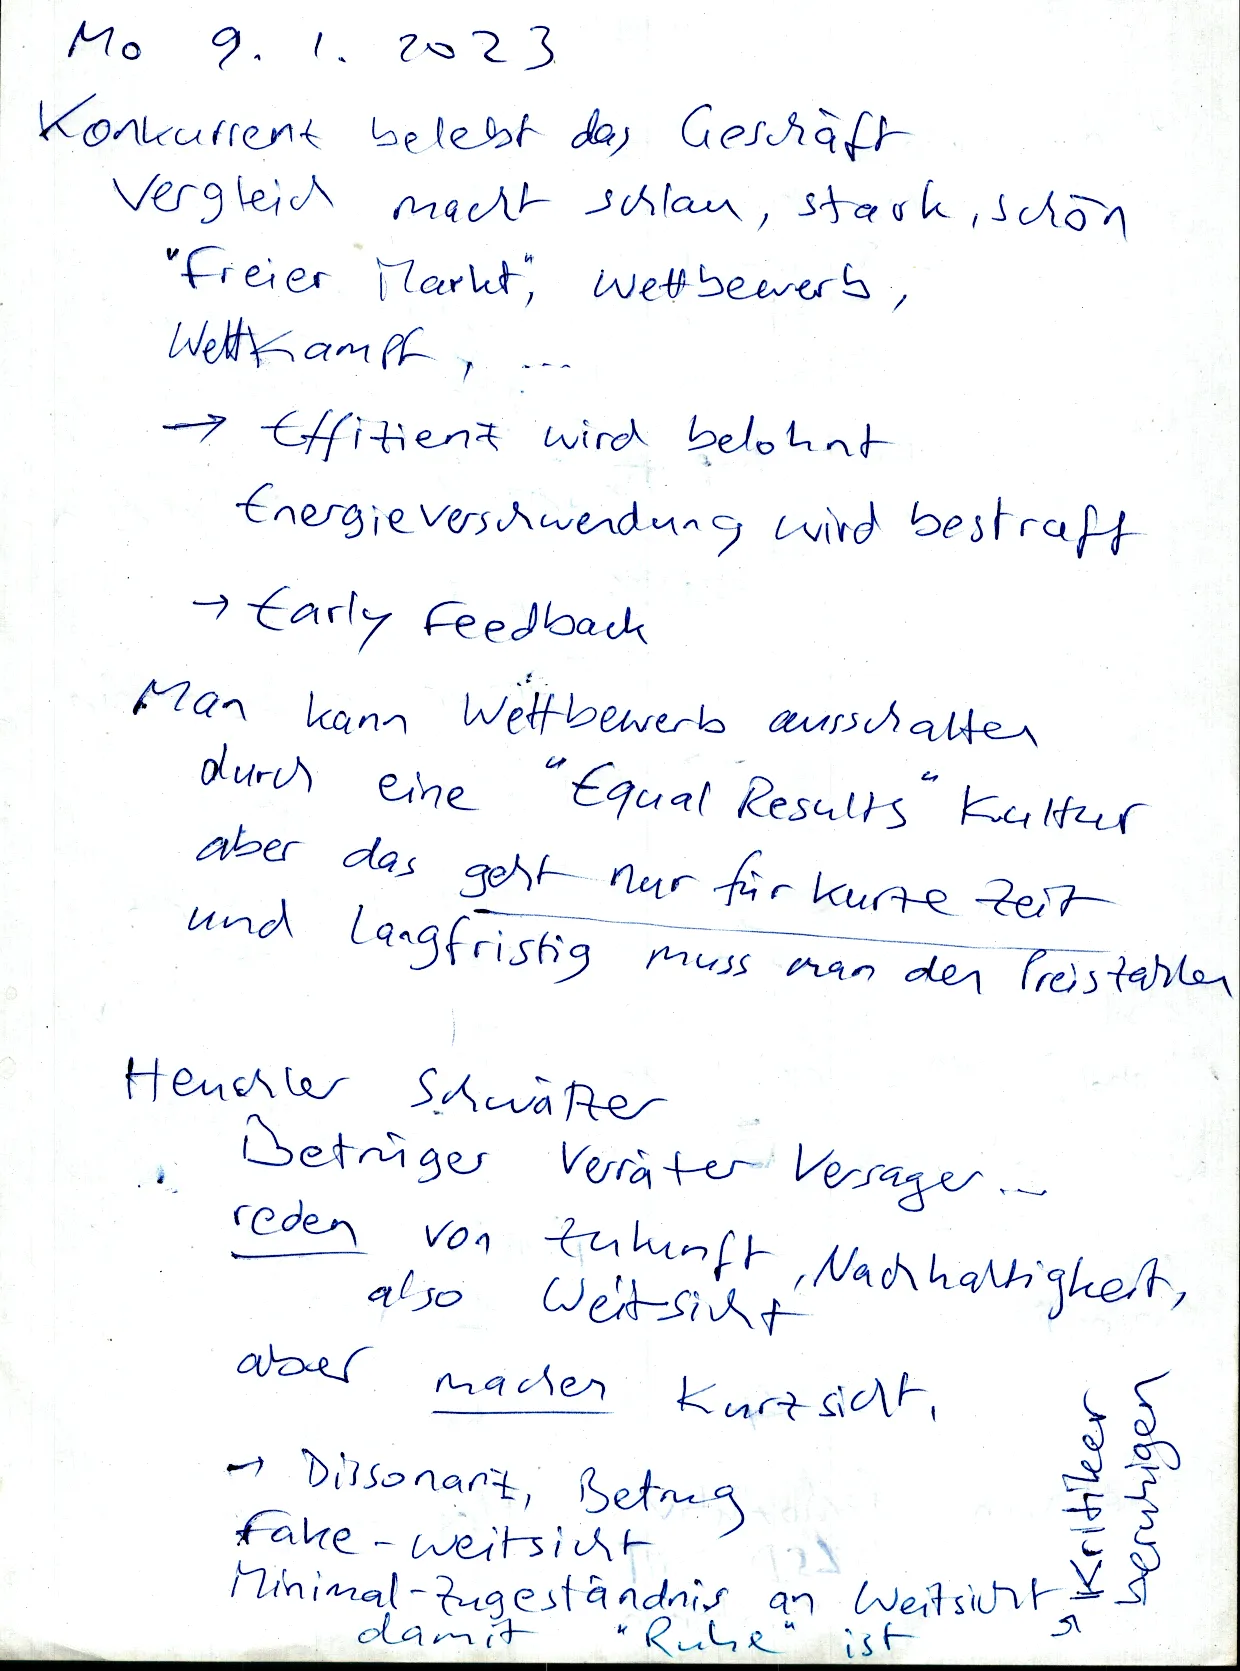 Mo 9. 1. 2023
Konkurrenz belebt das Geschäft
Vergleich macht schlau, stark, schön
"Freier Markt", Wettbewerb,
Wettkampf, ...
→ Effizienz wird belohnt
Energieverschwendung wird bestraft
→ Early Feedback
Man kann Wettbewerb ausschalten
durch eine "Equal Results" Kultur
aber das geht nur für kurze Zeit
und langfristig muss man den Preis zahlen
Heuchler Schwätzer
Betrüger Verräter Versager...
reden von Zukunft, Nachhaltigkeit,
also Weitsicht
aber machen Kurzsicht,
→ Dissonanz, Betrug
Fake-Weitsicht
Minimal-Zugeständnis an Weitsicht
damit "Ruhe" ist
→ Kritiker
beruhigen